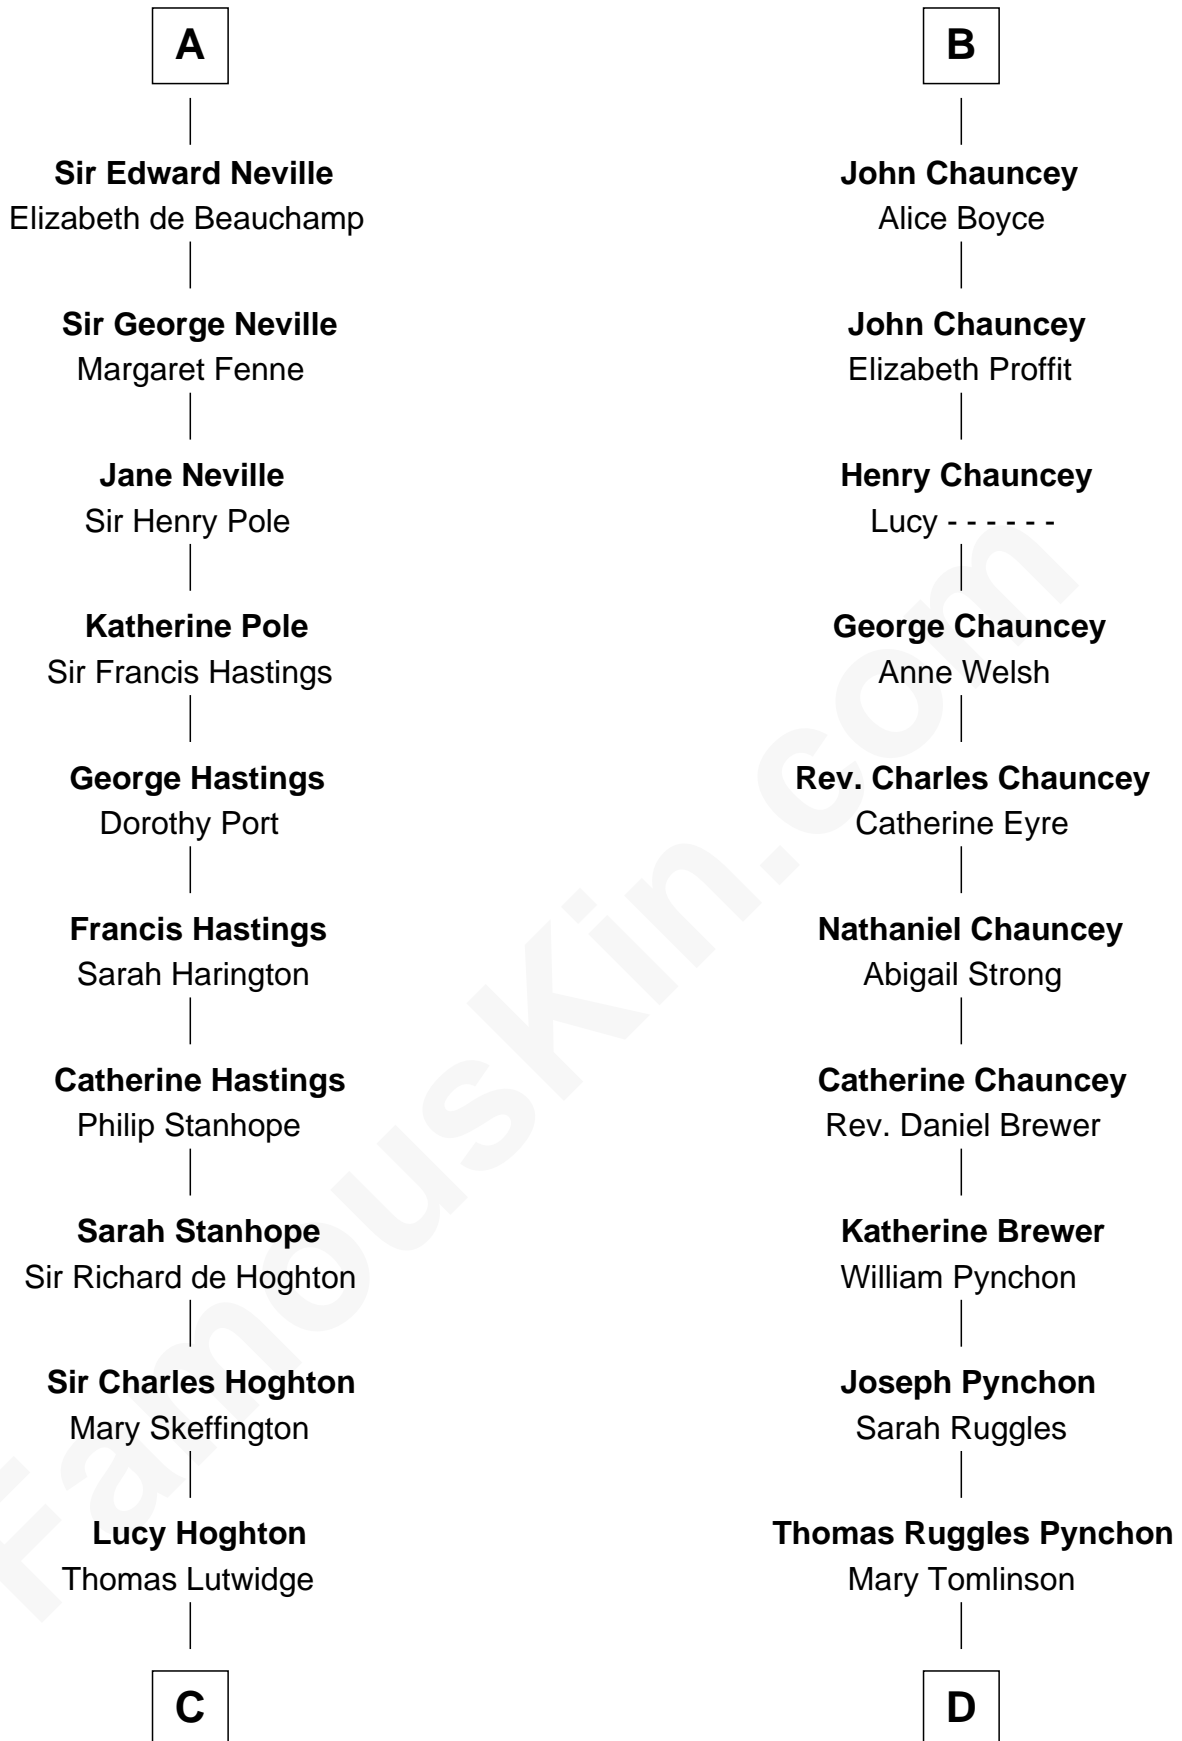 A
Sir Edward Neville
Elizabeth de Beauchamp
Sir George Neville
Margaret Fenne
Jane Neville
Sir Henry Pole
Katherine Pole
Sir Francis Hastings
George Hastings
Dorothy Port
Francis Hastings
Sarah Harington
Catherine Hastings
Philip Stanhope
Sarah Stanhope
Sir Richard de Hoghton
Sir Charles Hoghton
Mary Skeffington
Lucy Hoghton
Thomas Lutwidge
C
B
John Chauncey
Alice Boyce
John Chauncey
Elizabeth Proffit
Henry Chauncey
Lucy - - - - - -
George Chauncey
Anne Welsh
Rev. Charles Chauncey
Catherine Eyre
Nathaniel Chauncey
Abigail Strong
Catherine Chauncey
Rev. Daniel Brewer
Katherine Brewer
William Pynchon
Joseph Pynchon
Sarah Ruggles
Thomas Ruggles Pynchon
Mary Tomlinson
D
FamousKin.com